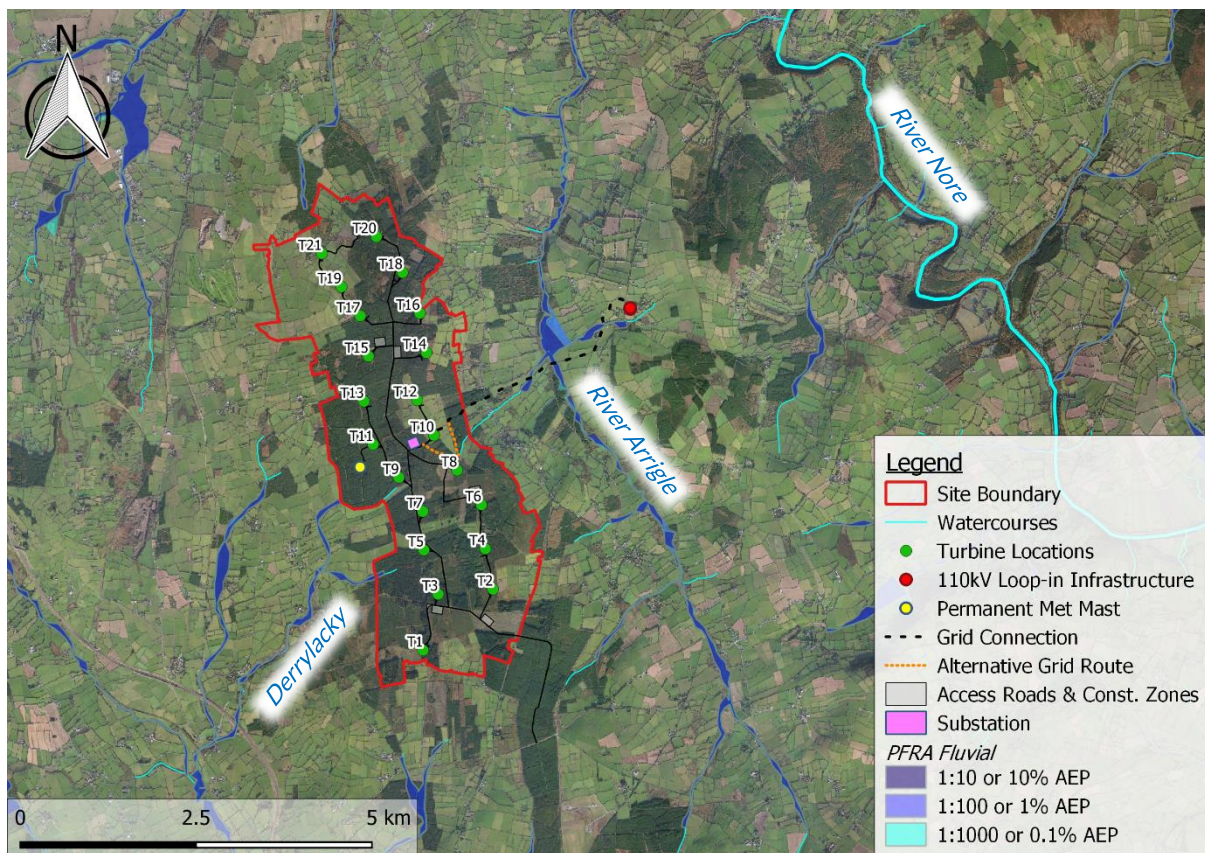 N
River Nore
T20
T21
T18
T19
T17
T16
T15
T14
T13
T12
T10
T11
T8
T9
T6
T7
T5
T4
T3
T2
T1
River Arrigle
Derrylacky
Legend
Site Boundary
Watercourses
Turbine Locations
110kV Loop-in Infrastructure
Permanent Met Mast
Grid Connection
Alternative Grid Route
Access Roads & Const. Zones
Substation
PFRA Fluvial
1:10 or 10% AEP
1:100 or 1% AEP
1:1000 or 0.1% AEP
0 2.5 5 km